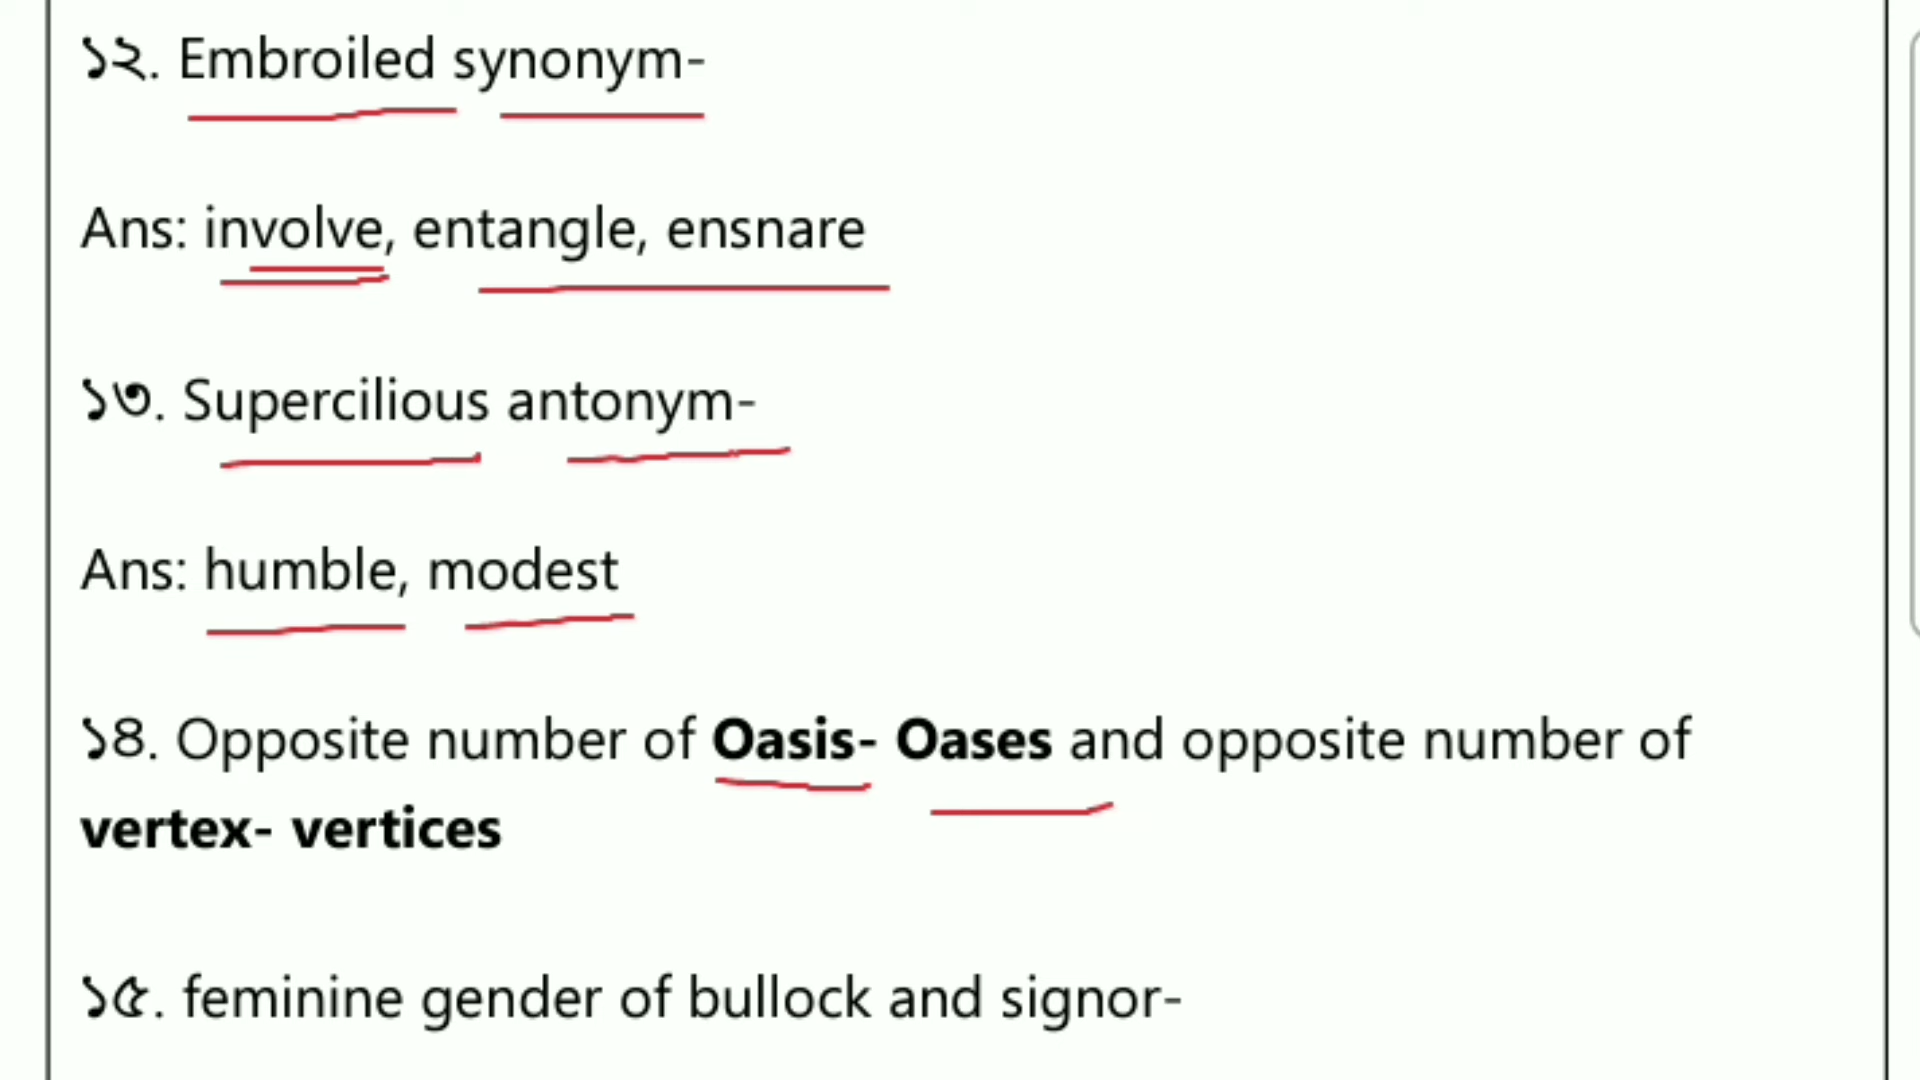 ১২. Embroiled synonym-
Ans: involve, entangle, ensnare
১৩. Supercilious antonym-
Ans: humble, modest
১৪. Opposite number of Oasis- Oases and opposite number of
vertex- vertices
১৫. feminine gender of bullock and signor-